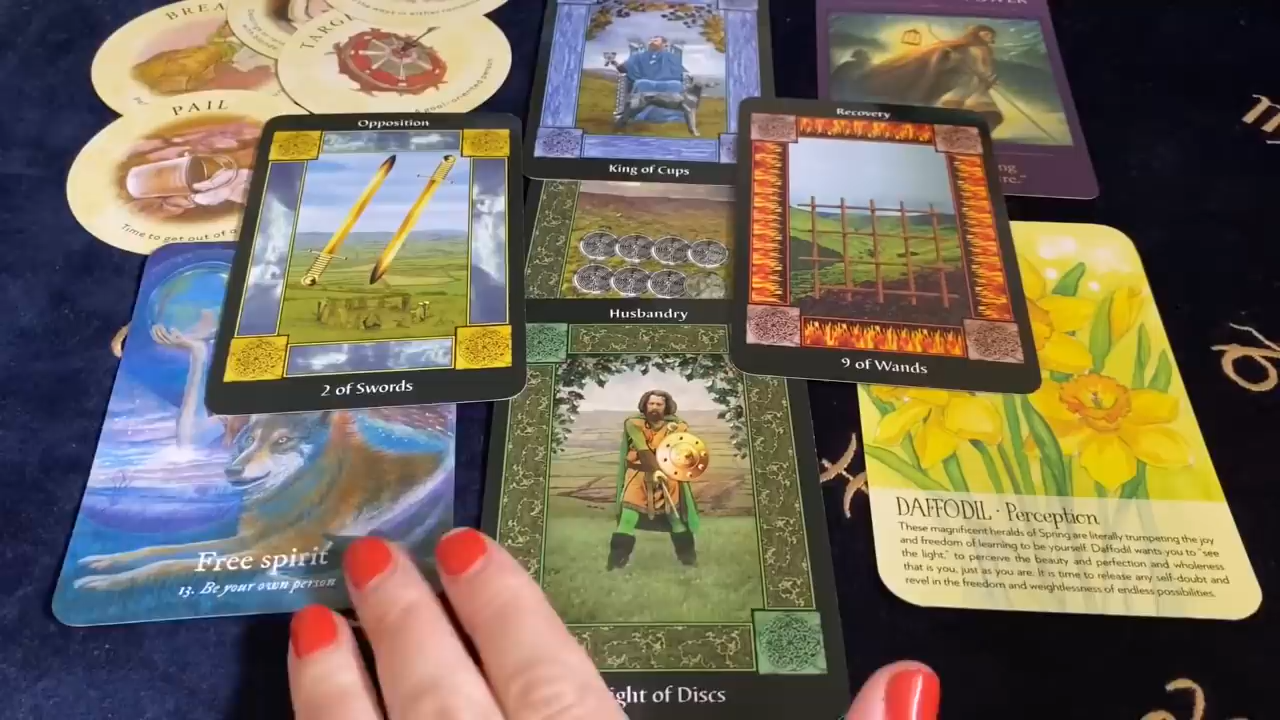 BREA
TARG
A goal-oriented person
PAIL
Time to get out of a
OWER
King of Cups
Opposition
2 of Swords
Recovery
9 of Wands
Husbandry
ight of Discs
Free spirit
13. Be your own person
DAFFODIL · Perception
These magnificent heralds of Spring are literally trumpeting the joy
and freedom of learning to be yourself. Daffodil wants you to "see
the light," to perceive the beauty and perfection and wholeness
that is you, just as you are. It is time to release any self-doubt and
revel in the freedom and weightlessness of endless possibilities.